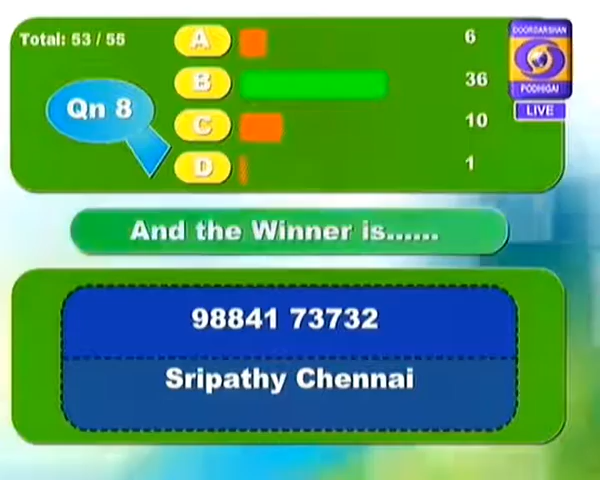 Total: 53 / 55
A 6
B 36
Qn 8
C 10
D 1
DOORDARSHAN
PODHIGAI
LIVE
And the Winner is......
98841 73732
Sripathy Chennai